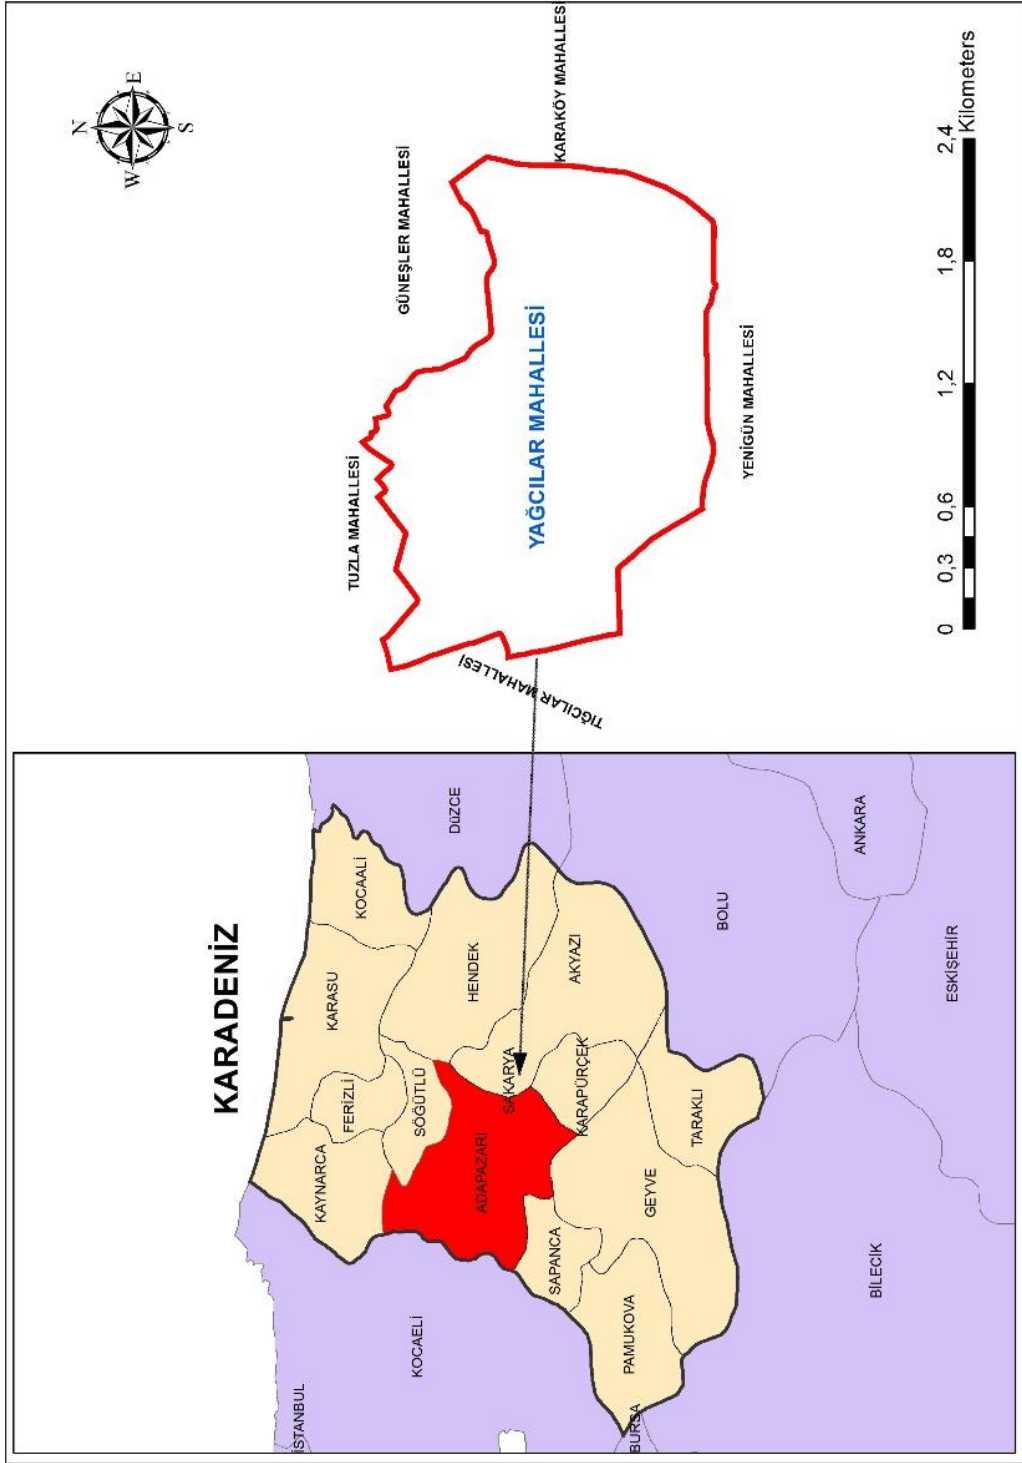 KARADENİZ
İSTANBUL
KOCAELİ
BURSA
BİLECİK
ESKİŞEHİR
ANKARA
BOLU
DÜZCE
KAYNARCA
FERİZLİ
KARASU
KOCAALİ
SÖĞÜTLÜ
HENDEK
ADAPAZARI
SAKARYA
AKYAZI
SAPANCA
KARAPÜRÇEK
PAMUKOVA
GEYVE
TARAKLI
N
W
E
S
TUZLA MAHALLESİ
GÜNEŞLER MAHALLESİ
TIĞCILAR MAHALLESİ
YAĞCILAR MAHALLESİ
KARAKÖY MAHALLESİ
YENİGÜN MAHALLESİ
0 0,3 0,6 1,2 1,8 2,4
Kilometers